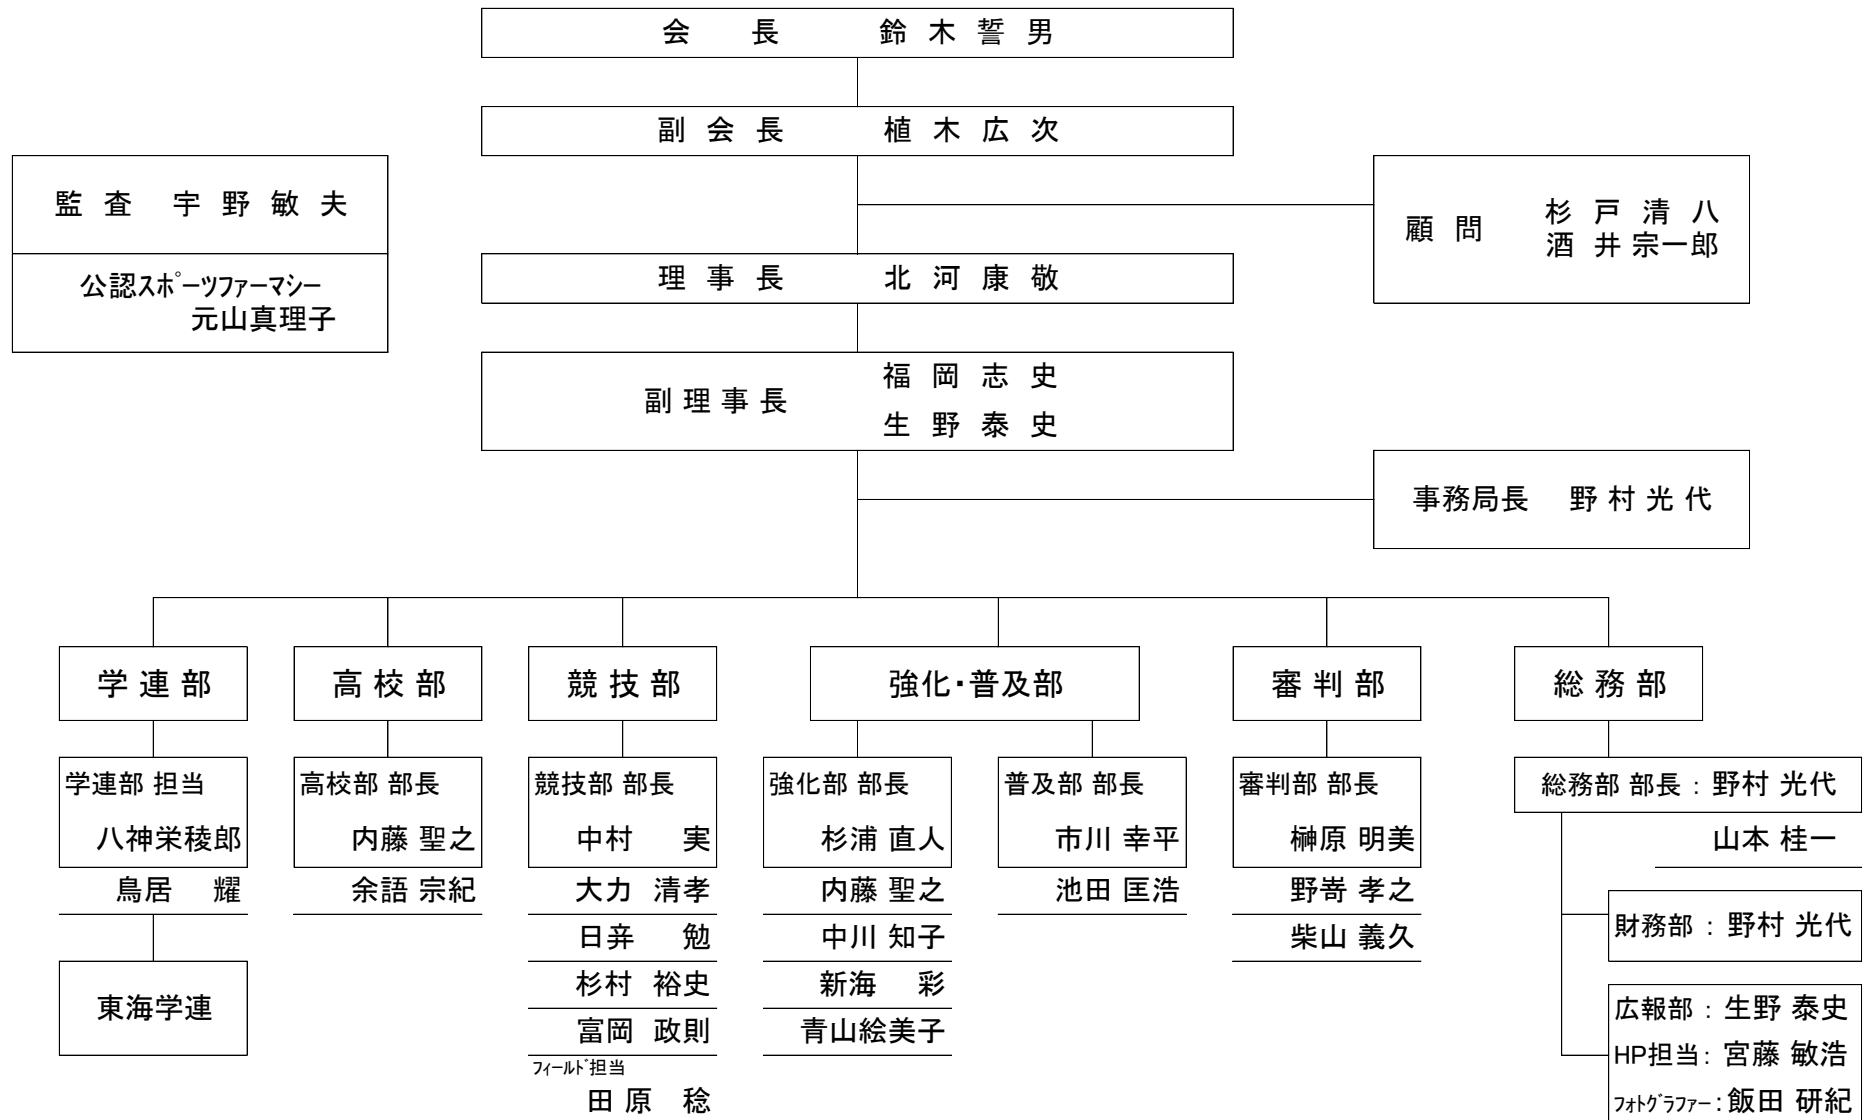 会長 鈴木誓男
副会長 植木広次
監査 宇野敏夫
公認スポーツファーマシー
元山真理子
顧問 杉戸清八
酒井宗一郎
理事長 北河康敬
副理事長 福岡志史
生野泰史
事務局長 野村光代
学連部
高校部
競技部
強化・普及部
審判部
総務部
学連部 担当
八神栄稜郎
鳥居 耀
東海学連
高校部 部長
内藤 聖之
余語 宗紀
競技部 部長
中村 実
大力 清孝
日弃 勉
杉村 裕史
富岡 政則
フィールド担当
田原 稔
強化部 部長
杉浦 直人
内藤 聖之
中川 知子
新海 彩
青山絵美子
普及部 部長
市川 幸平
池田 匡浩
審判部 部長
榊原 明美
野嵜 孝之
柴山 義久
総務部 部長 : 野村 光代
山本 桂一
財務部 : 野村 光代
広報部 : 生野 泰史
HP担当 : 宮藤 敏浩
フォトグラファー : 飯田 研紀